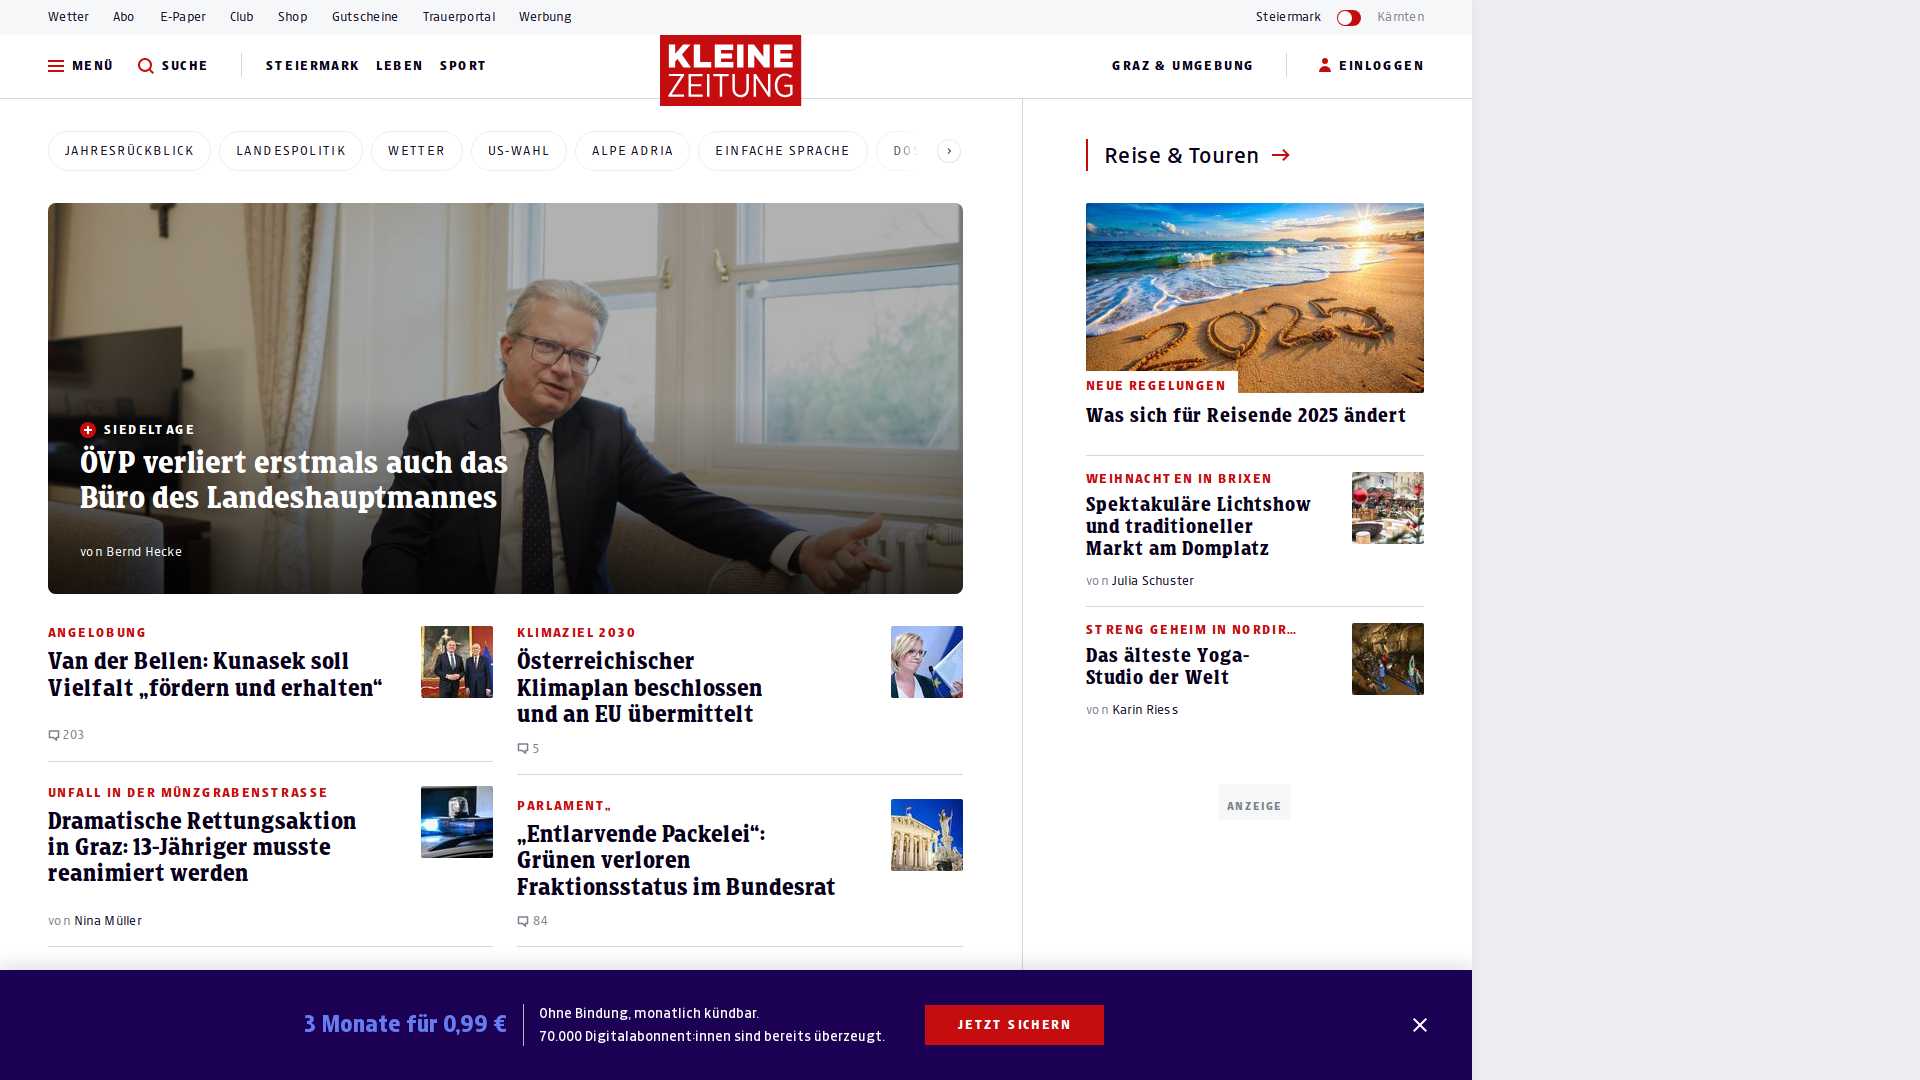 Wetter Abo E-Paper Club Shop Gutscheine Trauerportal Werbung Steiermark Kärnten
MENÜ SUCHE STEIERMARK LEBEN SPORT KLEINE ZEITUNG GRAZ & UMGEBUNG EINLOGGEN
JAHRESRÜCKBLICK LANDESPOLITIK WETTER US-WAHL ALPE ADRIA EINFACHE SPRACHE
SIEDELTAGE
ÖVP verliert erstmals auch das
Büro des Landeshauptmannes
von Bernd Hecke
ANGELOBUNG
Van der Bellen: Kunasek soll
Vielfalt „fördern und erhalten“
203
UNFALL IN DER MÜNZGRABENSTRASSE
Dramatische Rettungsaktion
in Graz: 13-Jähriger musste
reanimiert werden
von Nina Müller
KLIMAZIEL 2030
Österreichischer
Klimaplan beschlossen
und an EU übermittelt
5
PARLAMENT„
„Entlarvende Packelei“:
Grünen verloren
Fraktionsstatus im Bundesrat
84
Reise & Touren
2025
NEUE REGELUNGEN
Was sich für Reisende 2025 ändert
WEIHNACHTEN IN BRIXEN
Spektakuläre Lichtshow
und traditioneller
Markt am Domplatz
von Julia Schuster
STRENG GEHEIM IN NORDIR...
Das älteste Yoga-
Studio der Welt
von Karin Riess
ANZEIGE
3 Monate für 0,99 €
Ohne Bindung, monatlich kündbar.
70.000 Digitalabonnent:innen sind bereits überzeugt.
JETZT SICHERN